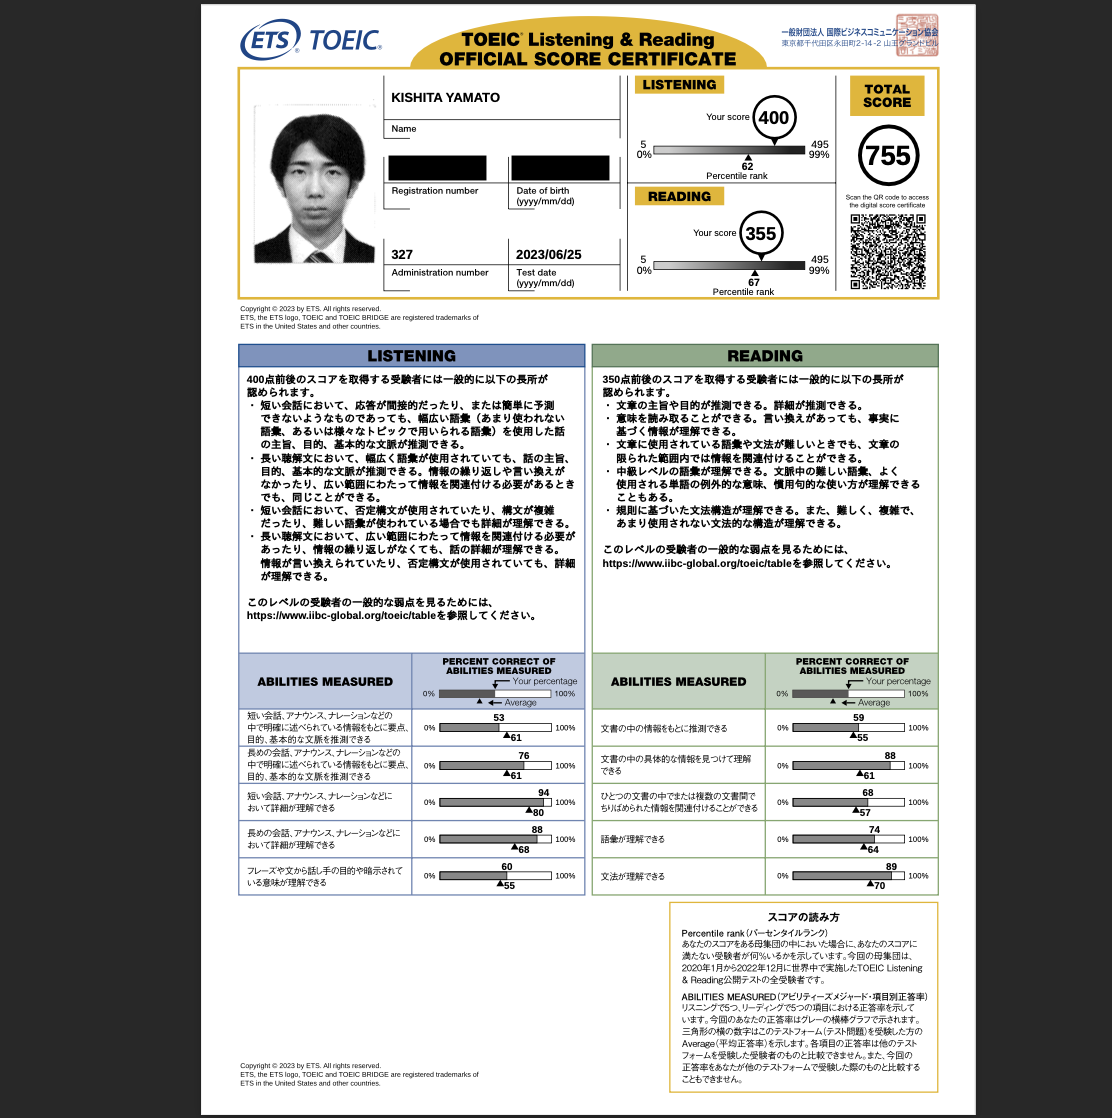 ETS TOEIC
TOEIC Listening & Reading
OFFICIAL SCORE CERTIFICATE
一般財団法人 国際ビジネスコミュニケーション協会
東京都千代田区永田町2-14-2 山王グランドビル
KISHITA YAMATO
Name
Registration number
Date of birth
(yyyy/mm/dd)
327
Administration number
2023/06/25
Test date
(yyyy/mm/dd)
LISTENING
Your score 400
5 495
0% 99%
62
Percentile rank
READING
Your score 355
5 495
0% 99%
67
Percentile rank
TOTAL
SCORE
755
Scan the QR code to access
the digital score certificate
Copyright © 2023 by ETS. All rights reserved.
ETS, the ETS logo, TOEIC and TOEIC BRIDGE are registered trademarks of
ETS in the United States and other countries.
LISTENING
400点前後のスコアを取得する受験者には一般的に以下の長所が
認められます。
・ 短い会話において、応答が間接的だったり、または簡単に予測
できないようなものであっても、幅広い語彙（あまり使われない
語彙、あるいは様々なトピックで用いられる語彙）を使用した話
の主旨、目的、基本的な文脈が推測できる。
・ 長い聴解文において、幅広く語彙が使用されていても、話の主旨、
目的、基本的な文脈が推測できる。情報の繰り返しや言い換えが
なかったり、広い範囲にわたって情報を関連付ける必要があるとき
でも、同じことができる。
・ 短い会話において、否定構文が使用されていたり、構文が複雑
だったり、難しい語彙が使われている場合でも詳細が理解できる。
・ 長い聴解文において、広い範囲にわたって情報を関連付ける必要が
あったり、情報の繰り返しがなくても、話の詳細が理解できる。
情報が言い換えられていたり、否定構文が使用されていても、詳細
が理解できる。
このレベルの受験者の一般的な弱点を見るためには、
https://www.iibc-global.org/toeic/tableを参照してください。
READING
350点前後のスコアを取得する受験者には一般的に以下の長所が
認められます。
・ 文章の主旨や目的が推測できる。詳細が推測できる。
・ 意味を読み取ることができる。言い換えがあっても、事実に
基づく情報が理解できる。
・ 文章に使用されている語彙や文法が難しいときでも、文章の
限られた範囲内では情報を関連付けることができる。
・ 中級レベルの語彙が理解できる。文脈中の難しい語彙、よく
使用される単語の例外的な意味、慣用句的な使い方が理解できる
こともある。
・ 規則に基づいた文法構造が理解できる。また、難しく、複雑で、
あまり使用されない文法的な構造が理解できる。
このレベルの受験者の一般的な弱点を見るためには、
https://www.iibc-global.org/toeic/tableを参照してください。
ABILITIES MEASURED
PERCENT CORRECT OF
ABILITIES MEASURED
Your percentage
0% 100%
Average
短い会話、アナウンス、ナレーションなどの
中で明確に述べられている情報をもとに要点、
目的、基本的な文脈を推測できる
53
0% 100%
61
長めの会話、アナウンス、ナレーションなどの
中で明確に述べられている情報をもとに要点、
目的、基本的な文脈を推測できる
76
0% 100%
61
短い会話、アナウンス、ナレーションなどに
おいて詳細が理解できる
94
0% 100%
80
長めの会話、アナウンス、ナレーションなどに
おいて詳細が理解できる
88
0% 100%
68
フレーズや文から話し手の目的や暗示されて
いる意味が理解できる
60
0% 100%
55
ABILITIES MEASURED
PERCENT CORRECT OF
ABILITIES MEASURED
Your percentage
0% 100%
Average
文書の中の情報をもとに推測できる
59
0% 100%
55
文書の中の具体的な情報を見つけて理解
できる
88
0% 100%
61
ひとつの文書の中でまたは複数の文書間で
ちりばめられた情報を関連付けることができる
68
0% 100%
57
語彙が理解できる
74
0% 100%
64
文法が理解できる
89
0% 100%
70
スコアの読み方
Percentile rank（パーセンタイルランク）
あなたのスコアをある母集団の中においた場合に、あなたのスコアに
満たない受験者が何％いるかを示しています。今回の母集団は、
2020年1月から2022年12月に世界中で実施したTOEIC Listening
& Reading公開テストの全受験者です。
ABILITIES MEASURED（アビリティーズメジャード・項目別正答率）
リスニングで5つ、リーディングで5つの項目における正答率を示して
います。今回のあなたの正答率はグレーの横棒グラフで示されます。
三角形の横の数字はこのテストフォーム（テスト問題）を受験した方の
Average（平均正答率）を示します。各項目の正答率は他のテスト
フォームを受験した受験者のものと比較できません。また、今回の
正答率をあなたが他のテストフォームで受験した際のものと比較する
こともできません。
Copyright © 2023 by ETS. All rights reserved.
ETS, the ETS logo, TOEIC and TOEIC BRIDGE are registered trademarks of
ETS in the United States and other countries.